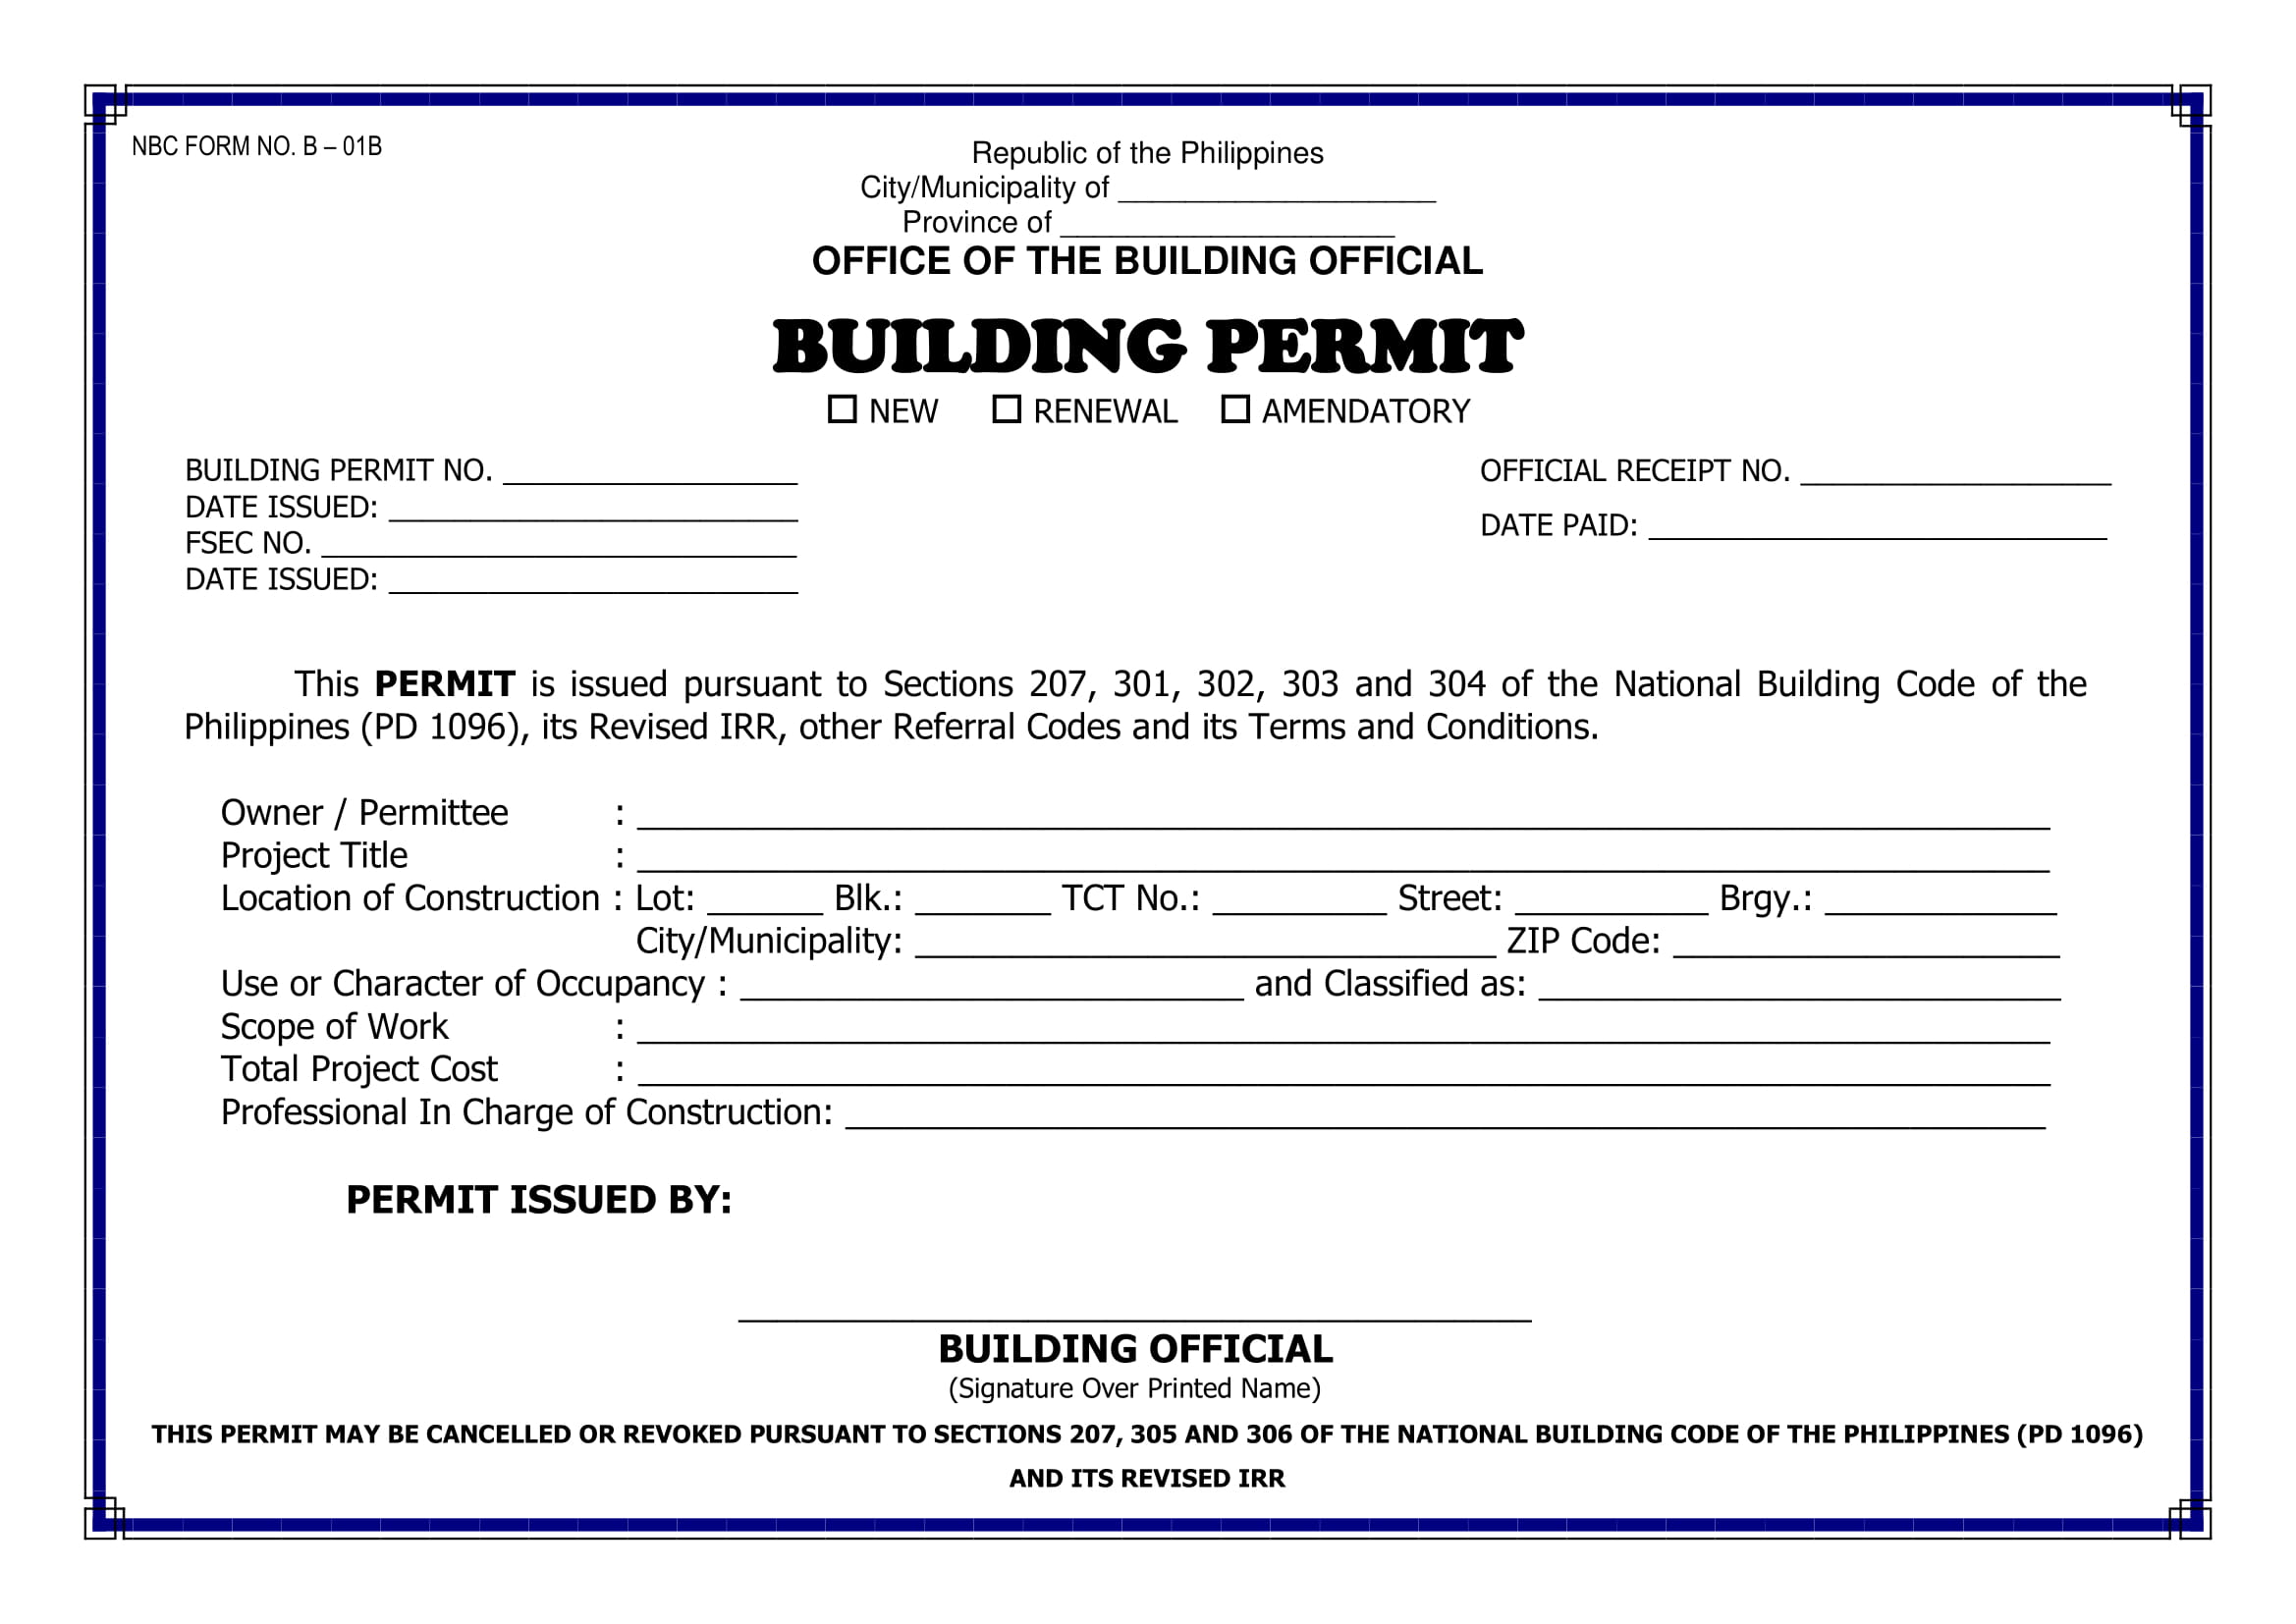 NBC FORM NO. B – 01B
Republic of the Philippines
City/Municipality of ____________________
Province of ____________________
OFFICE OF THE BUILDING OFFICIAL
BUILDING PERMIT
☐ NEW ☐ RENEWAL ☐ AMENDATORY
BUILDING PERMIT NO. ____________________
OFFICIAL RECEIPT NO. ____________________
DATE ISSUED: ____________________
DATE PAID: ____________________
FSEC NO. ____________________
DATE ISSUED: ____________________
This PERMIT is issued pursuant to Sections 207, 301, 302, 303 and 304 of the National Building Code of the
Philippines (PD 1096), its Revised IRR, other Referral Codes and its Terms and Conditions.
Owner / Permittee : ____________________
Project Title : ____________________
Location of Construction : Lot: ______ Blk.: _______ TCT No.: _________ Street: __________ Brgy.: ____________
City/Municipality: ____________________ ZIP Code: ____________________
Use or Character of Occupancy : ____________________ and Classified as: ____________________
Scope of Work : ____________________
Total Project Cost : ____________________
Professional In Charge of Construction: ____________________
PERMIT ISSUED BY:
____________________
BUILDING OFFICIAL
(Signature Over Printed Name)
THIS PERMIT MAY BE CANCELLED OR REVOKED PURSUANT TO SECTIONS 207, 305 AND 306 OF THE NATIONAL BUILDING CODE OF THE PHILIPPINES (PD 1096)
AND ITS REVISED IRR